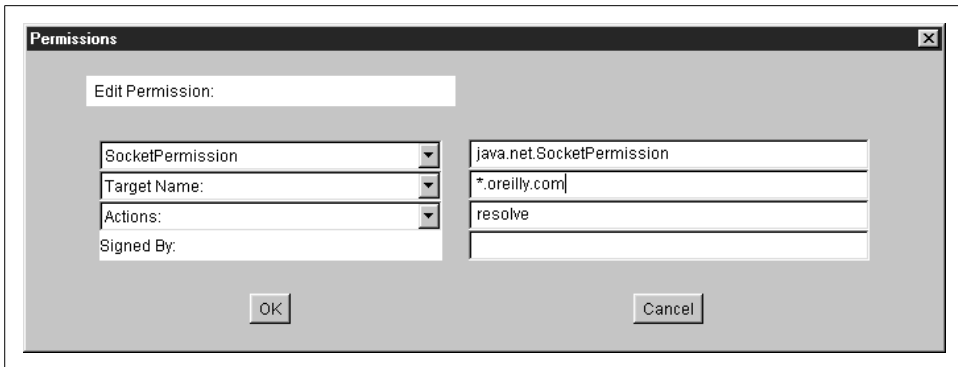 Permissions
Edit Permission:
SocketPermission java.net.SocketPermission
Target Name: *.oreilly.com
Actions: resolve
Signed By:
OK Cancel